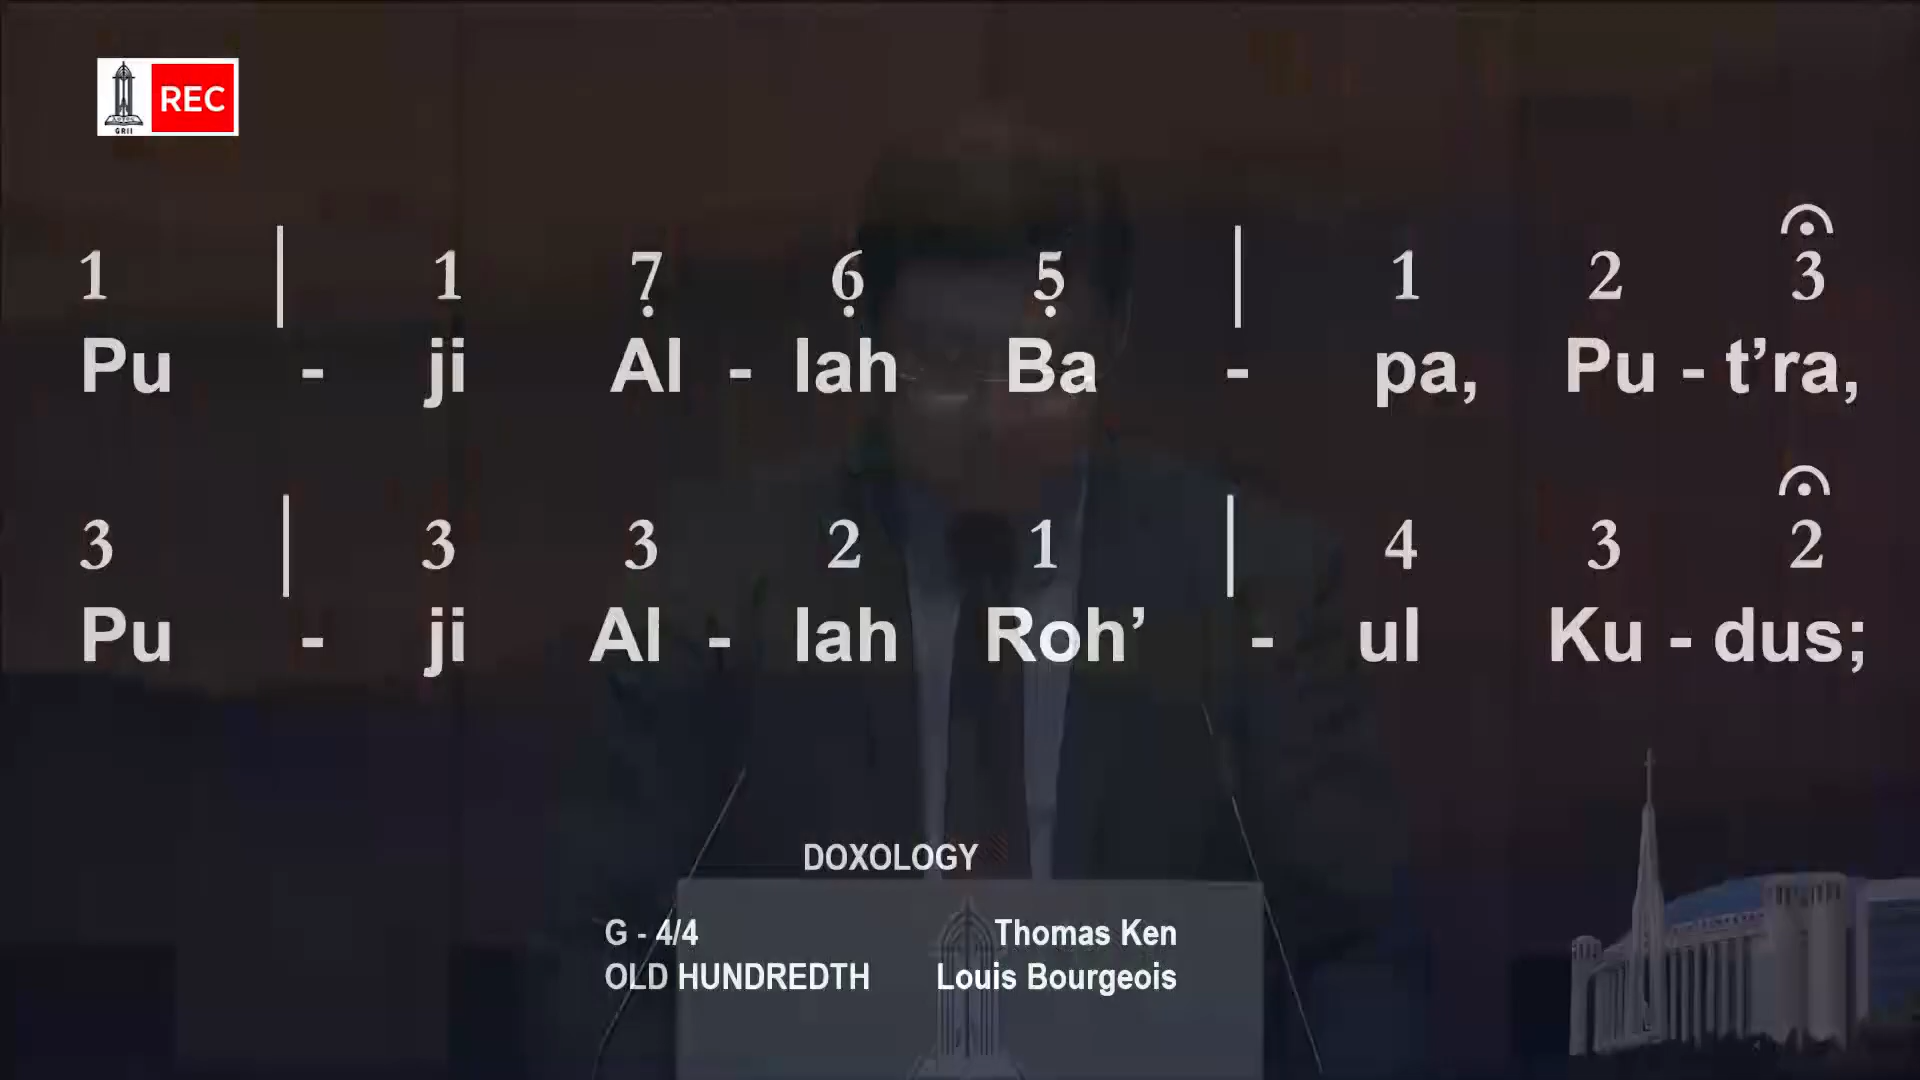 REC
GRII
1 | 1 7̣ 6̣ 5̣ | 1 2 3
Pu - ji Al - lah Ba - pa, Pu - t’ra,
3 | 3 3 2 1 | 4 3 2
Pu - ji Al - lah Roh’ - ul Ku - dus;
DOXOLOGY
G - 4/4 Thomas Ken
OLD HUNDREDTH Louis Bourgeois